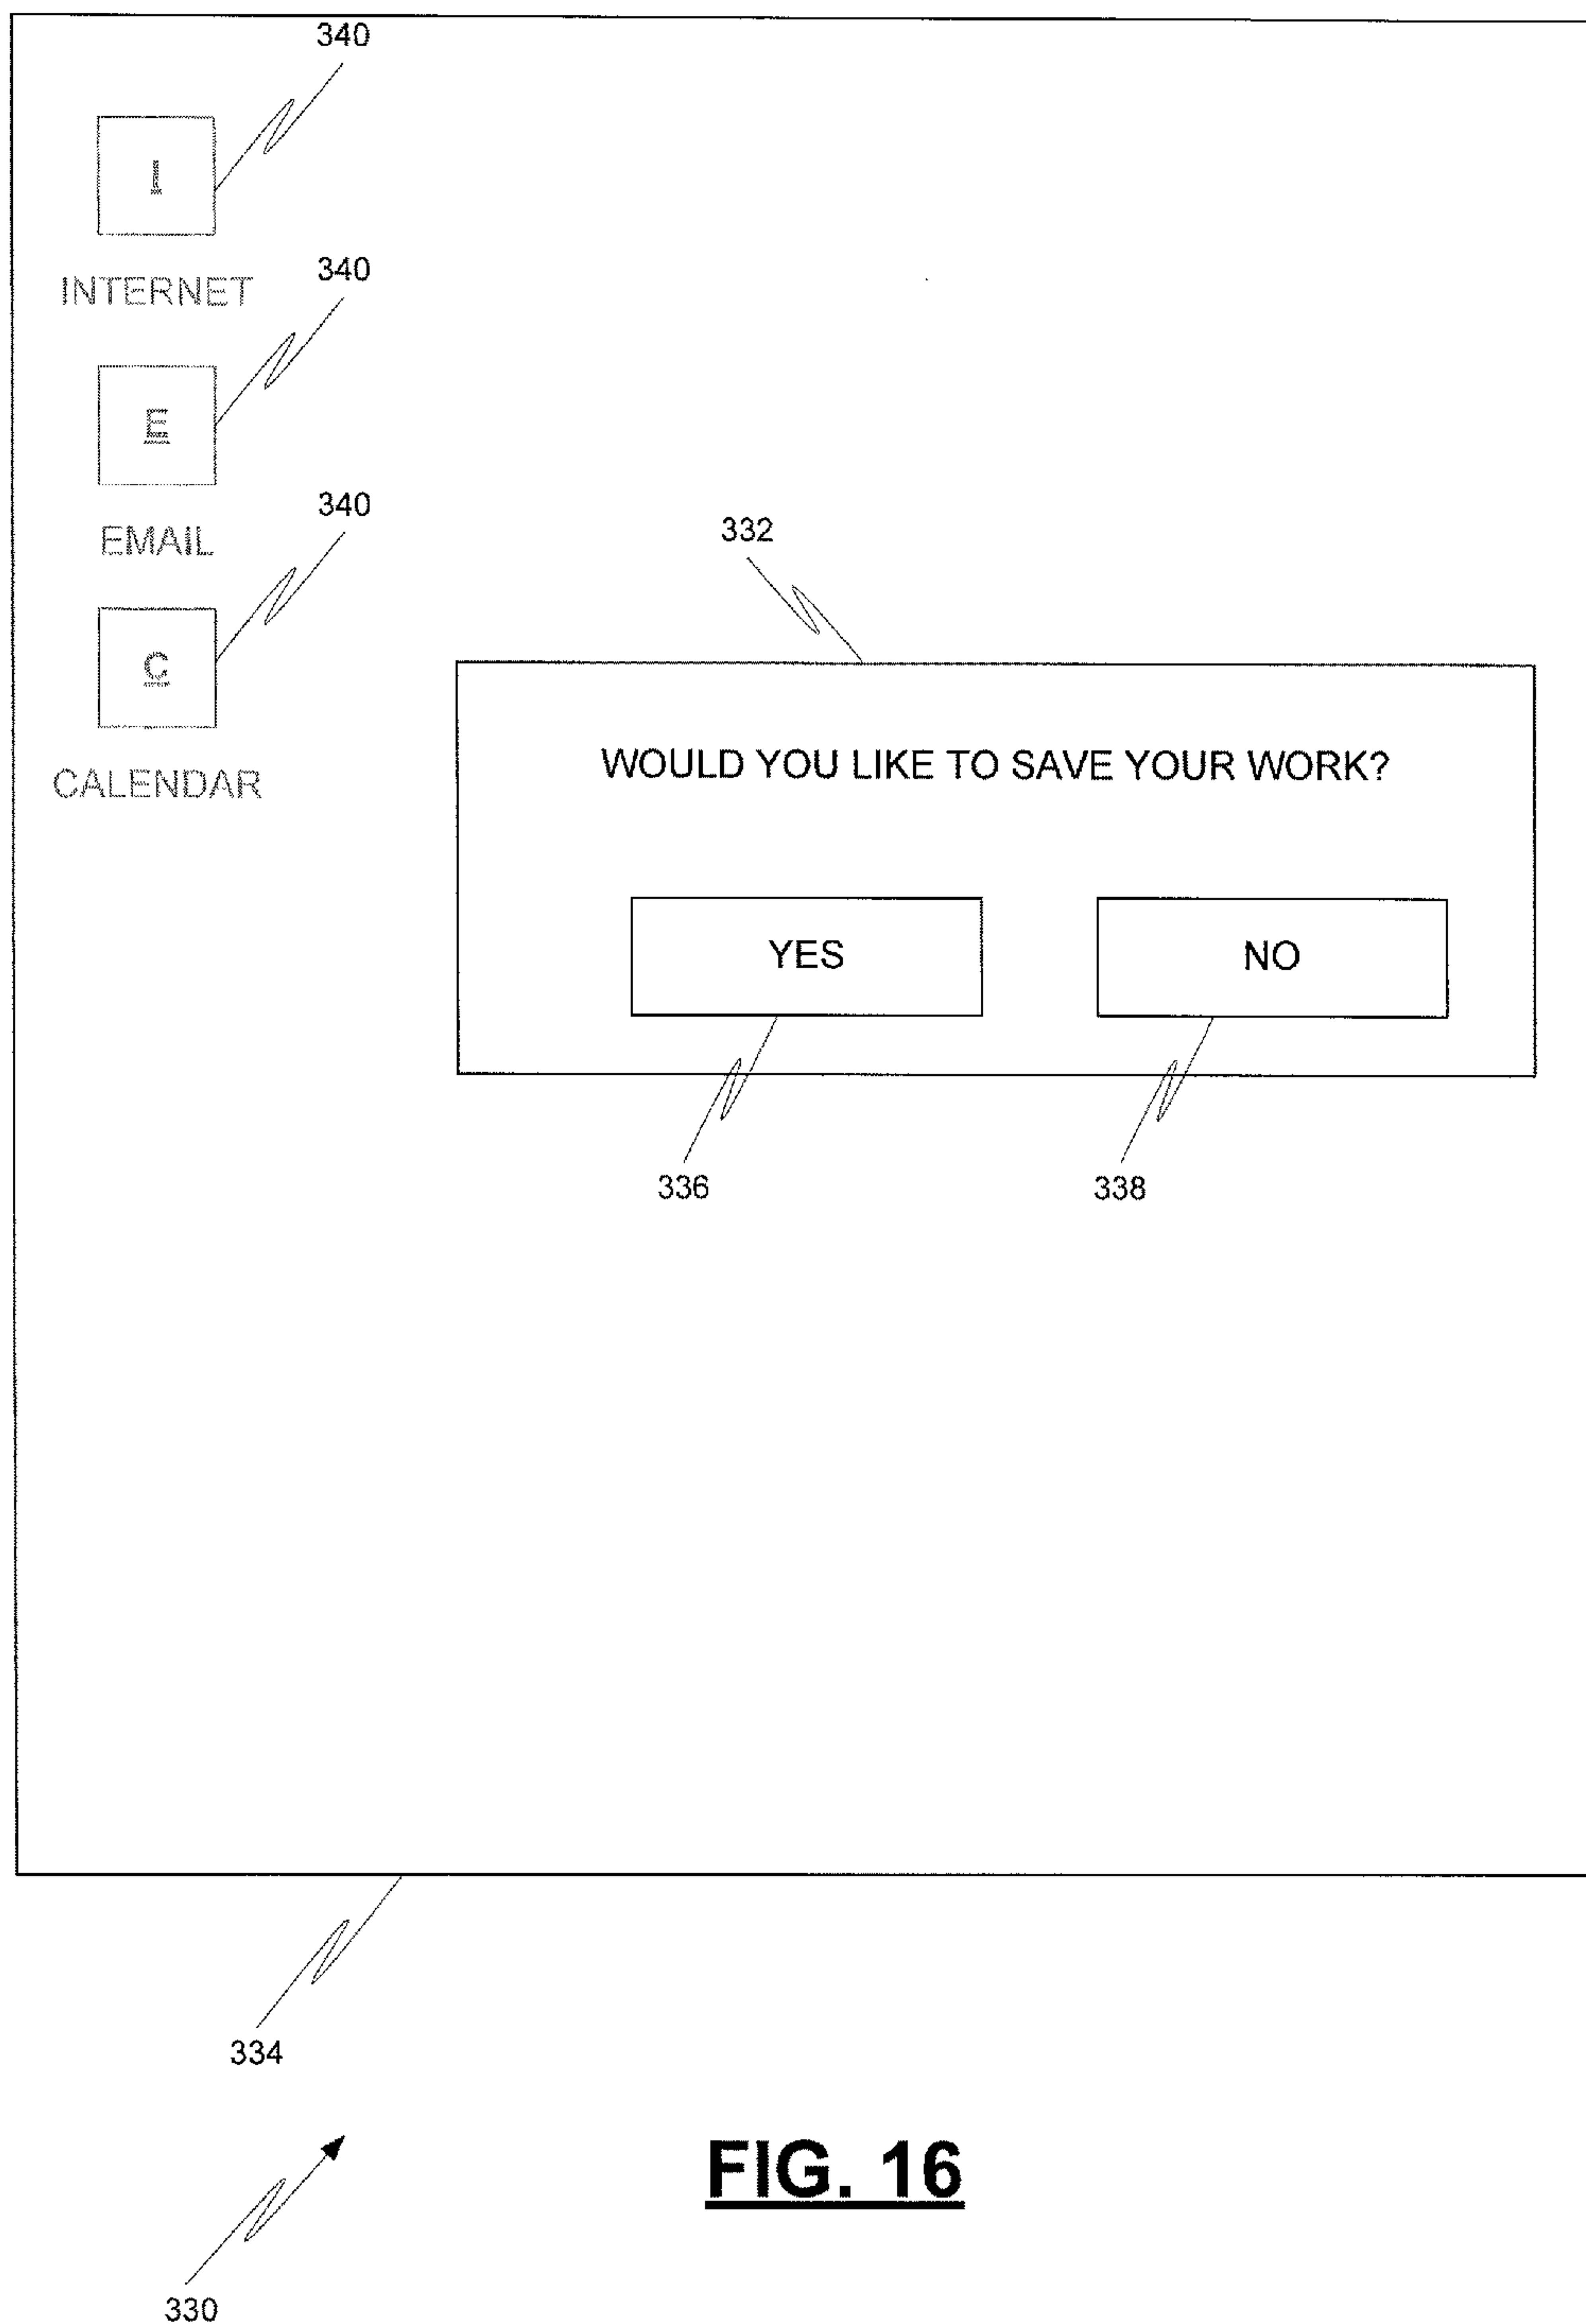 340
I
INTERNET
340
E
EMAIL
340
C
CALENDAR
332
WOULD YOU LIKE TO SAVE YOUR WORK?
YES
NO
336
338
334
FIG. 16
330